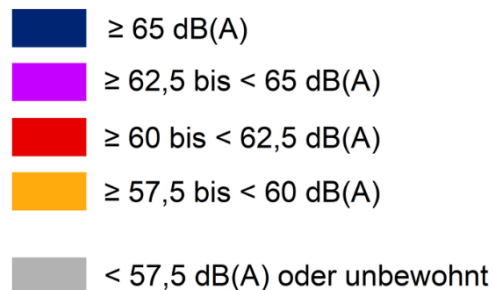 ≥ 65 dB(A)
≥ 62,5 bis < 65 dB(A)
≥ 60 bis < 62,5 dB(A)
≥ 57,5 bis < 60 dB(A)
< 57,5 dB(A) oder unbewohnt